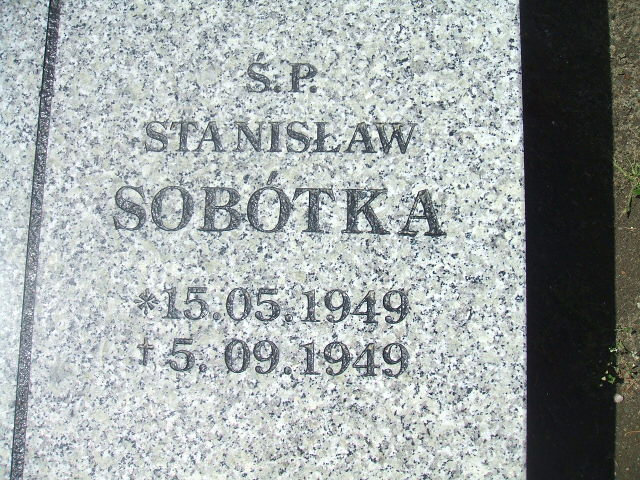 Ś.P.
STANISŁAW
SOBÓTKA
*15.05.1949
† 5.09.1949